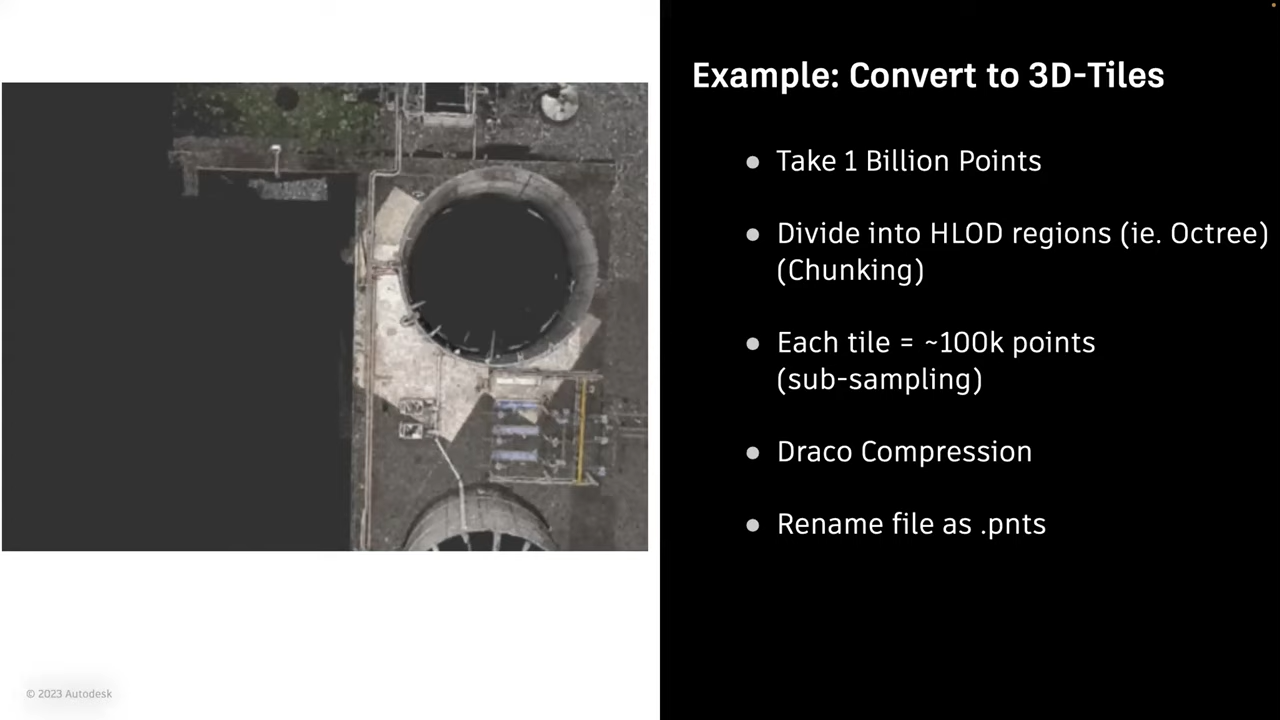 Example: Convert to 3D-Tiles
● Take 1 Billion Points
● Divide into HLOD regions (ie. Octree)
(Chunking)
● Each tile = ~100k points
(sub-sampling)
● Draco Compression
● Rename file as .pnts
© 2023 Autodesk